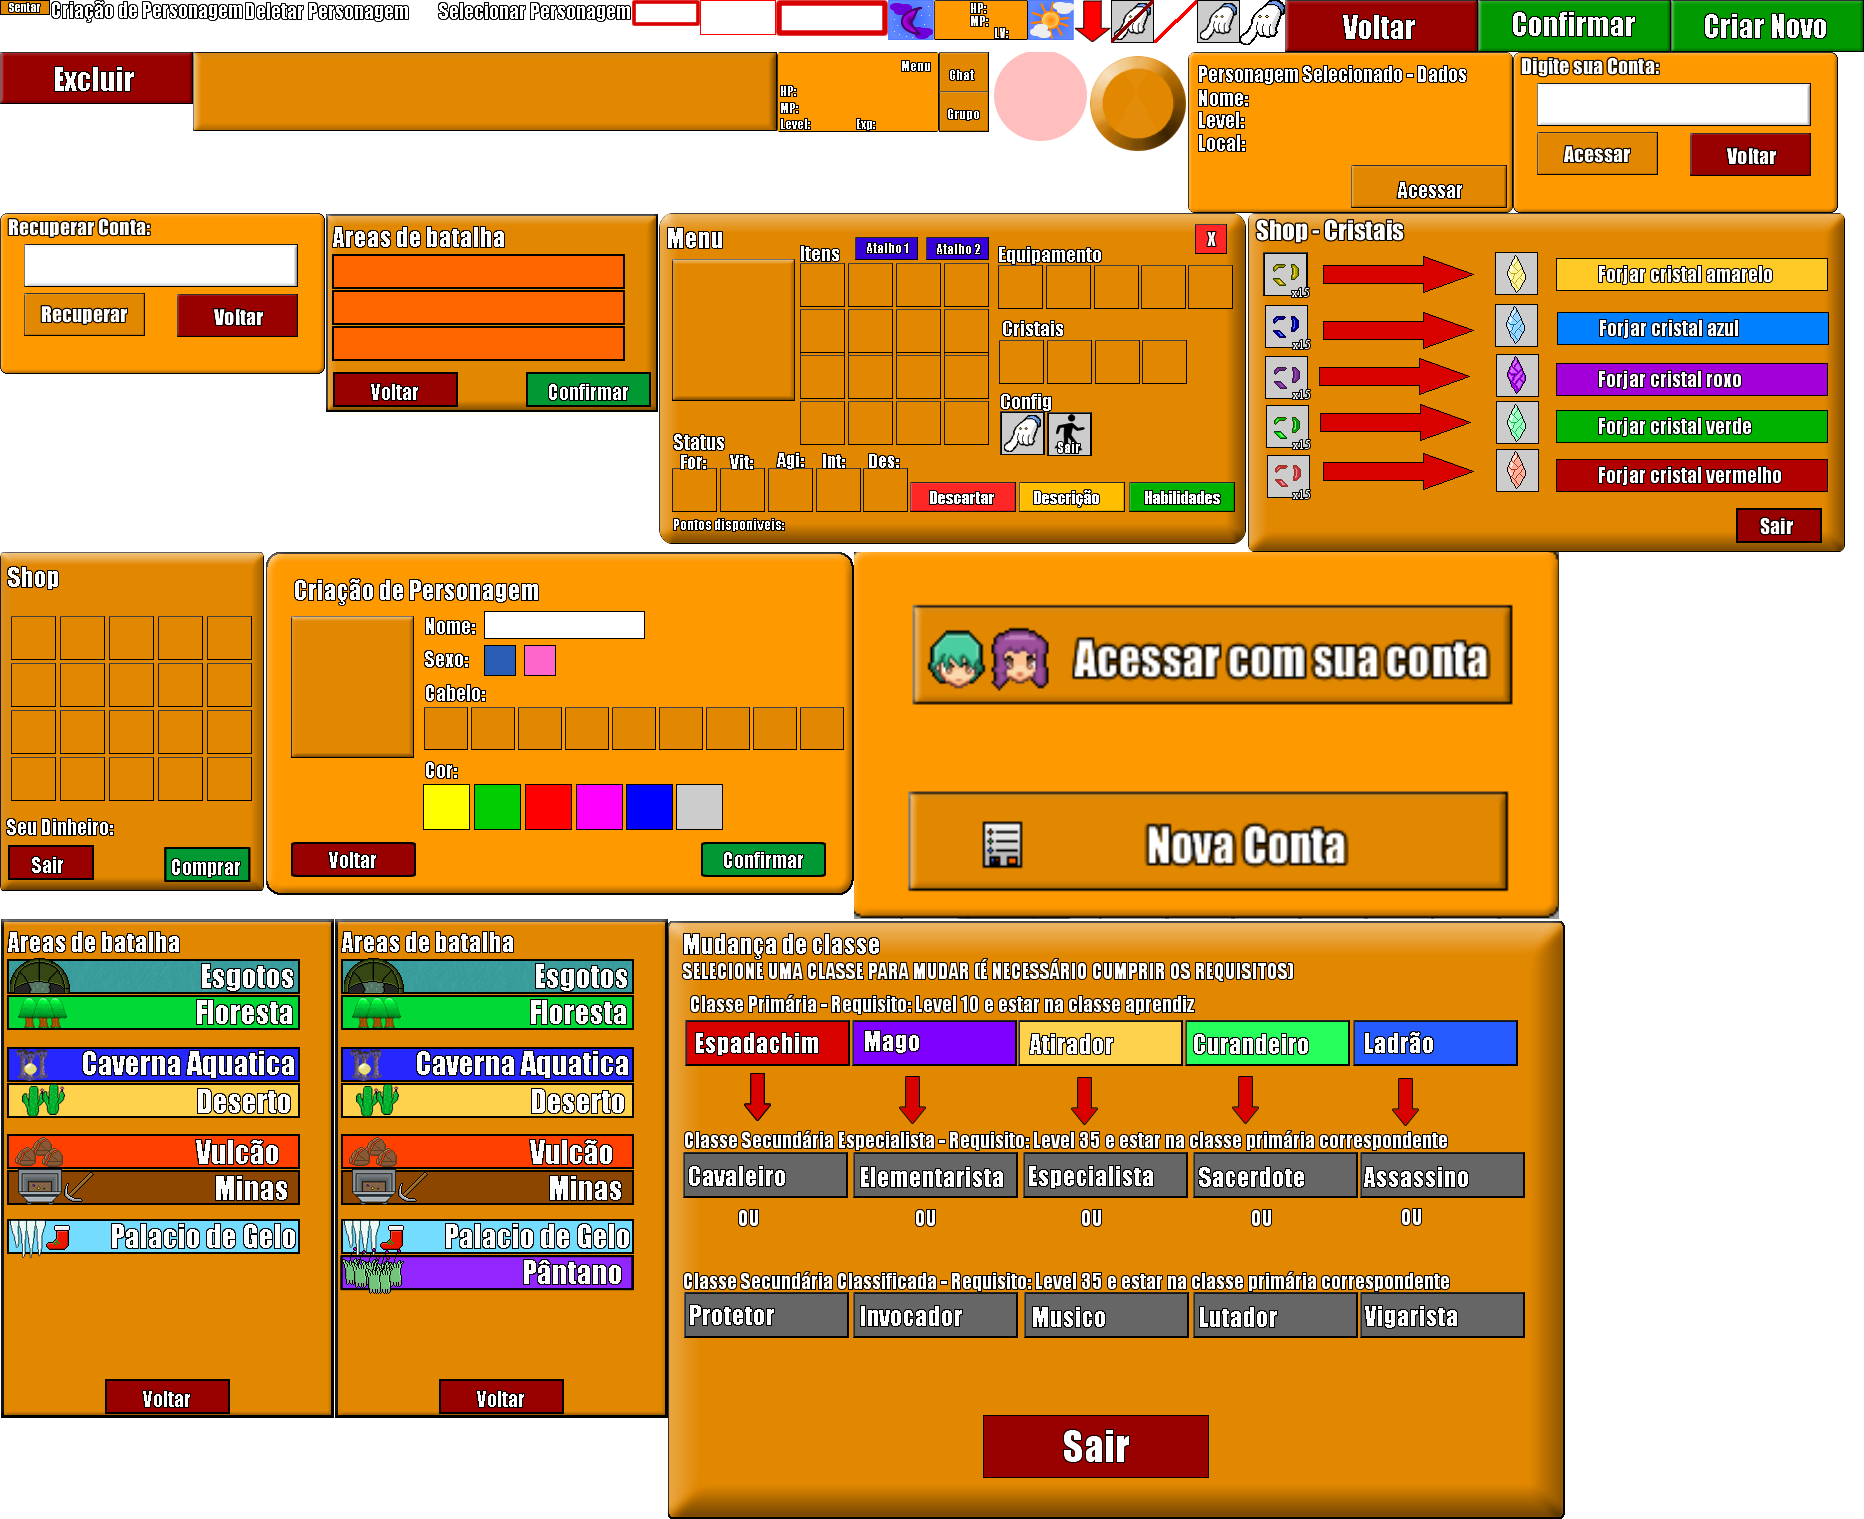 Sentar
Criação de Personagem
Deletar Personagem
Selecionar Personagem
HP:
MP:
LV:
Voltar
Confirmar
Criar Novo
Excluir
Menu
HP:
MP:
Level:
Exp:
Chat
Grupo
Personagem Selecionado - Dados
Nome:
Level:
Local:
Acessar
Digite sua Conta:
Acessar
Voltar
Recuperar Conta:
Recuperar
Voltar
Areas de batalha
Voltar
Confirmar
Menu
Itens
Atalho 1
Atalho 2
X
Equipamento
Cristais
Config
Sair
Status
For:
Vit:
Agi:
Int:
Des:
Descartar
Descrição
Habilidades
Pontos disponiveis:
Shop - Cristais
x15
Forjar cristal amarelo
x15
Forjar cristal azul
x15
Forjar cristal roxo
x15
Forjar cristal verde
x15
Forjar cristal vermelho
Sair
Shop
Seu Dinheiro:
Sair
Comprar
Criação de Personagem
Nome:
Sexo:
Cabelo:
Cor:
Voltar
Confirmar
Acessar com sua conta
Nova Conta
Areas de batalha
Esgotos
Floresta
Caverna Aquatica
Deserto
Vulcão
Minas
Palacio de Gelo
Voltar
Areas de batalha
Esgotos
Floresta
Caverna Aquatica
Deserto
Vulcão
Minas
Palacio de Gelo
Pântano
Voltar
Mudança de classe
SELECIONE UMA CLASSE PARA MUDAR (É NECESSÁRIO CUMPRIR OS REQUISITOS)
Classe Primária - Requisito: Level 10 e estar na classe aprendiz
Espadachim
Mago
Atirador
Curandeiro
Ladrão
Classe Secundária Especialista - Requisito: Level 35 e estar na classe primária correspondente
Cavaleiro
Elementarista
Especialista
Sacerdote
Assassino
OU
OU
OU
OU
OU
Classe Secundária Classificada - Requisito: Level 35 e estar na classe primária correspondente
Protetor
Invocador
Musico
Lutador
Vigarista
Sair